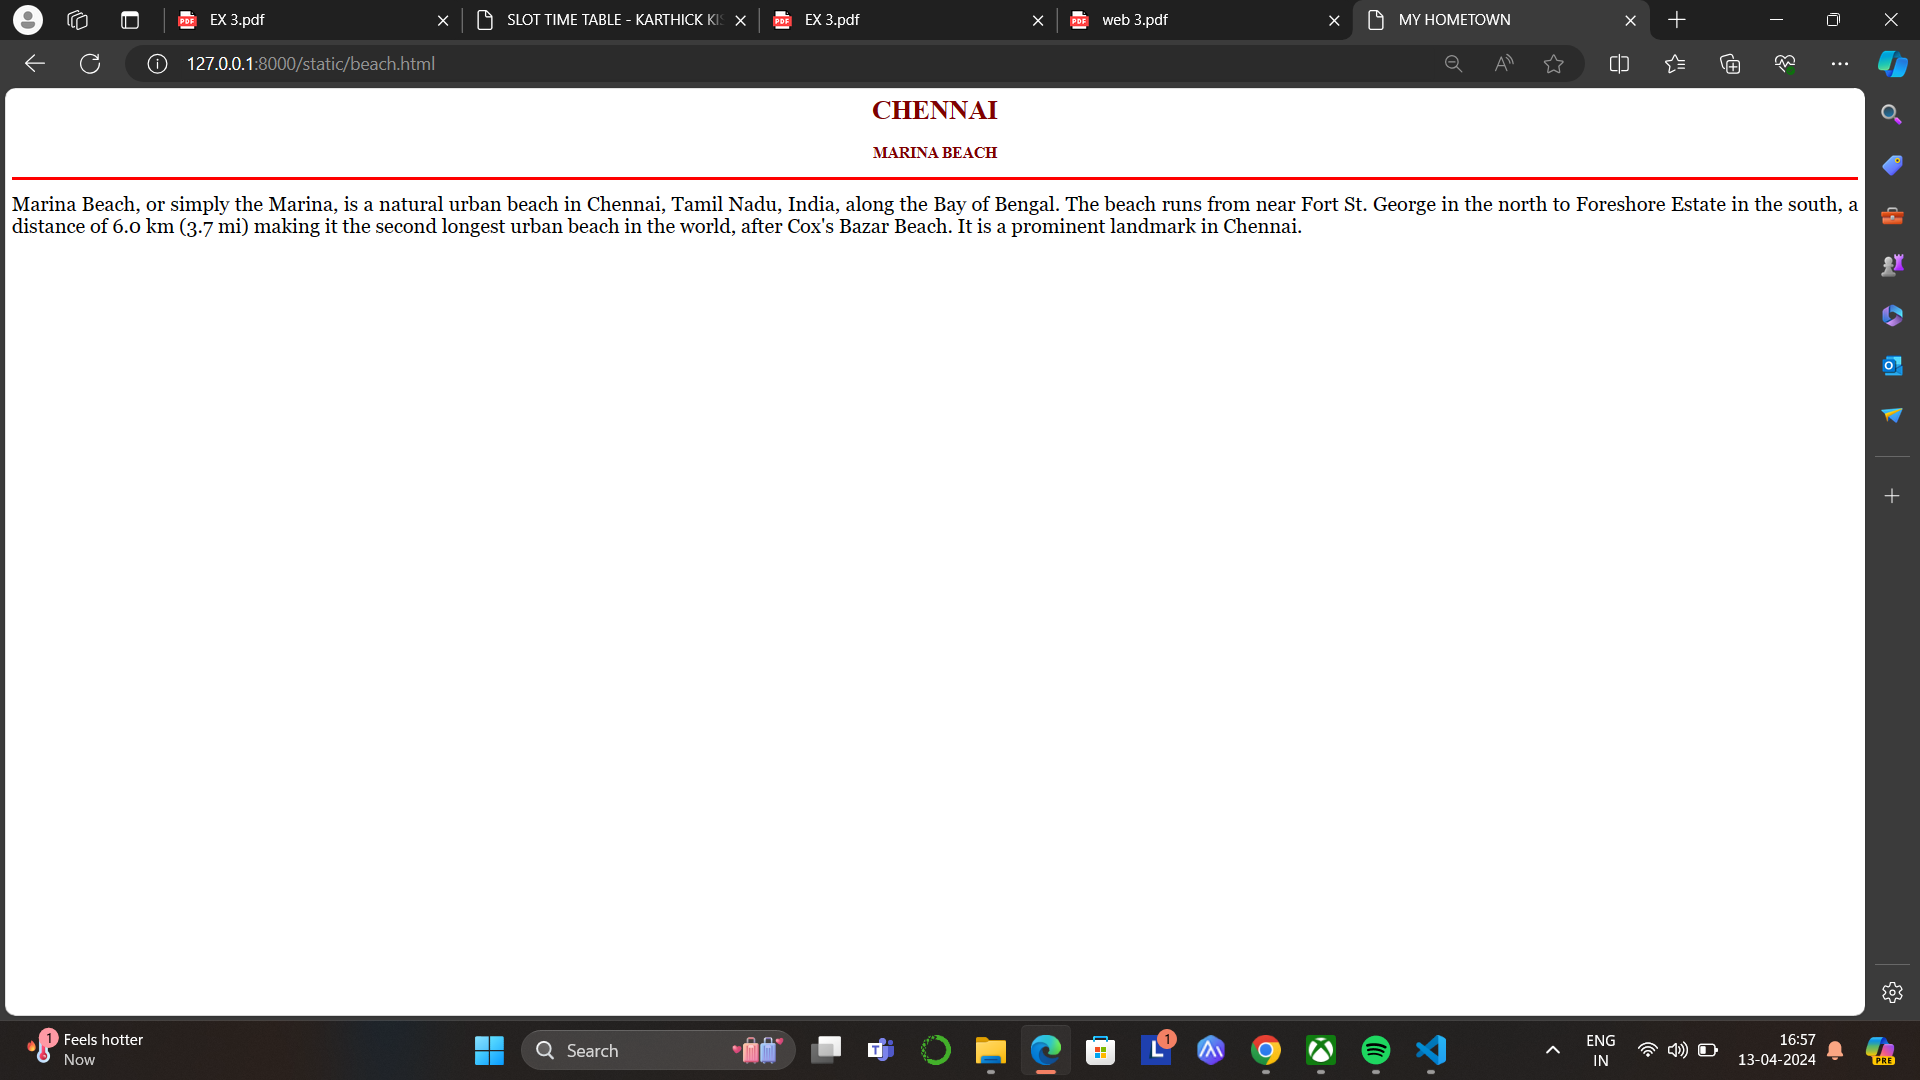 EX 3.pdf
SLOT TIME TABLE - KARTHICK KIS
EX 3.pdf
web 3.pdf
MY HOMETOWN
127.0.0.1:8000/static/beach.html
CHENNAI
MARINA BEACH
Marina Beach, or simply the Marina, is a natural urban beach in Chennai, Tamil Nadu, India, along the Bay of Bengal. The beach runs from near Fort St. George in the north to Foreshore Estate in the south, a
distance of 6.0 km (3.7 mi) making it the second longest urban beach in the world, after Cox's Bazar Beach. It is a prominent landmark in Chennai.
1
Feels hotter
Now
Search
1
ENG
IN
16:57
13-04-2024
PRE